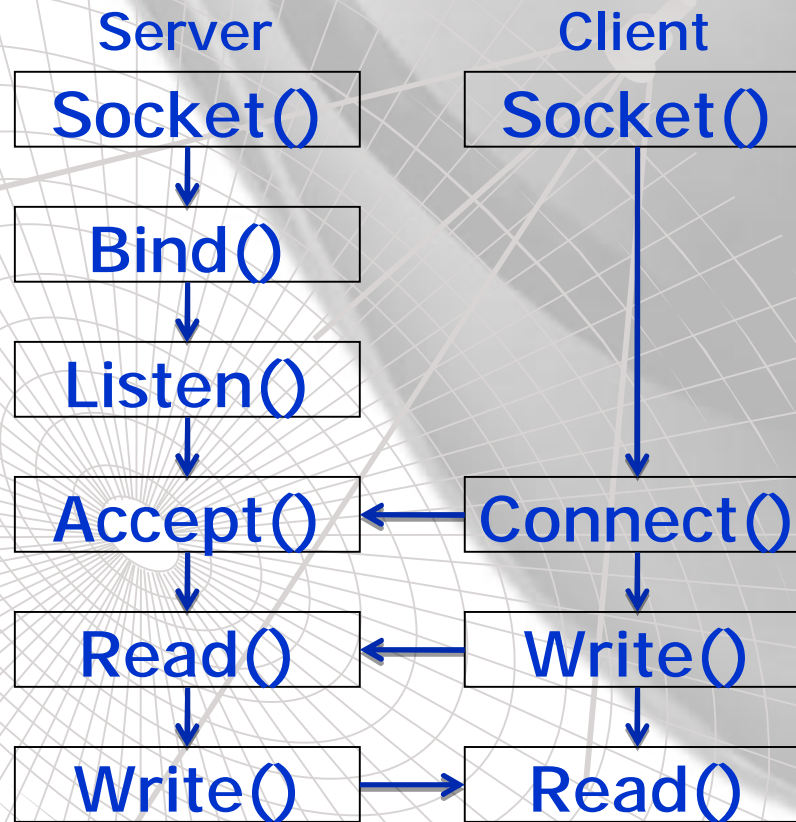 Server Client
Socket() Socket()
Bind()
Listen()
Accept() Connect()
Read() Write()
Write() Read()